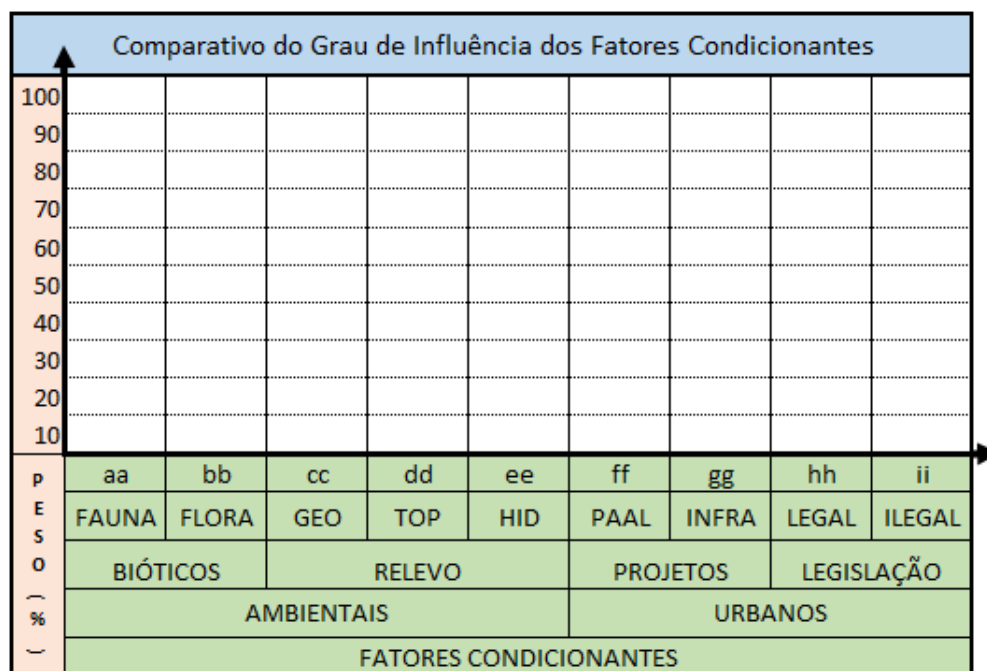 Comparativo do Grau de Influência dos Fatores Condicionantes
100
90
80
70
60
50
40
30
20
10
PESO (%)
aa bb cc dd ee ff gg hh ii
FAUNA FLORA GEO TOP HID PAAL INFRA LEGAL ILEGAL
BIÓTICOS RELEVO PROJETOS LEGISLAÇÃO
AMBIENTAIS URBANOS
FATORES CONDICIONANTES